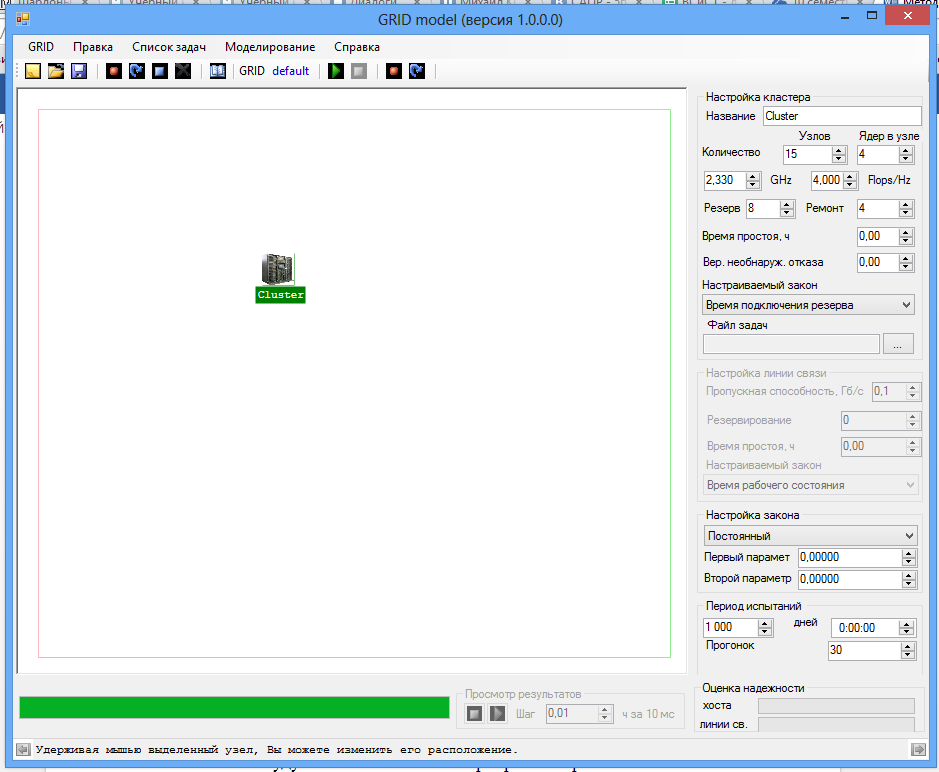 GRID model (версия 1.0.0.0)
GRID Правка Список задач Моделирование Справка
GRID default
Cluster
Настройка кластера
Название Cluster
Узлов Ядер в узле
Количество 15 4
2,330 GHz 4,000 Flops/Hz
Резерв 8 Ремонт 4
Время простоя, ч 0,00
Вер. необнаруж. отказа 0,00
Настраиваемый закон
Время подключения резерва
Файл задач
...
Настройка линии связи
Пропускная способность, Гб/с 0,1
Резервирование 0
Время простоя, ч 0,00
Настраиваемый закон
Время рабочего состояния
Настройка закона
Постоянный
Первый парамет 0,00000
Второй параметр 0,00000
Период испытаний
1 000 дней 0:00:00
Прогонок 30
Просмотр результатов
Шаг 0,01 ч за 10 мс
Оценка надежности
хоста
линии св.
Удерживая мышью выделенный узел, Вы можете изменить его расположение.